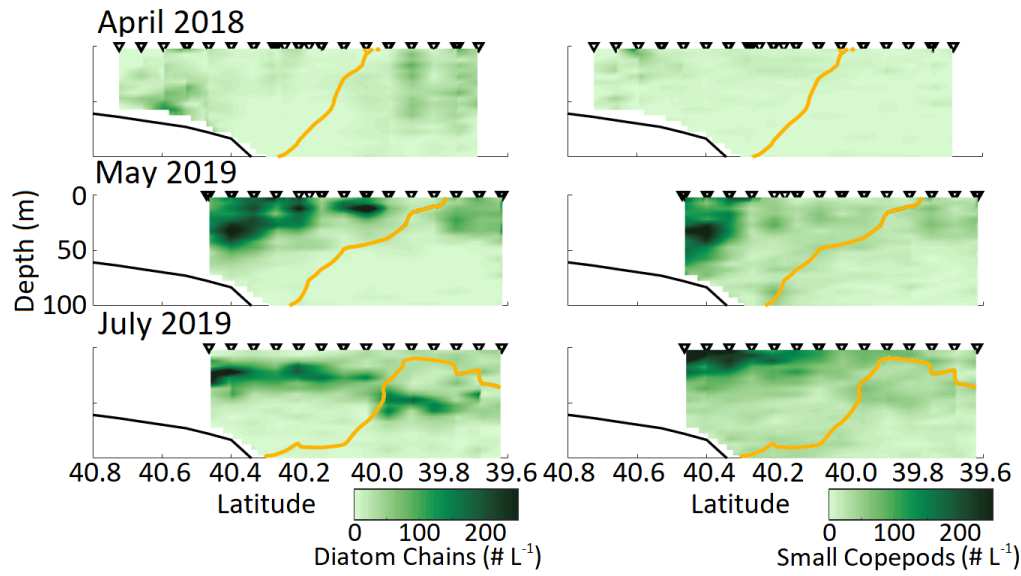 April 2018
May 2019
Depth (m)
0
50
100
July 2019
40.8 40.6 40.4 40.2 40.0 39.8 39.6
40.8 40.6 40.4 40.2 40.0 39.8 39.6
Latitude
0 100 200
Diatom Chains (# L⁻¹)
Latitude
0 100 200
Small Copepods (# L⁻¹)